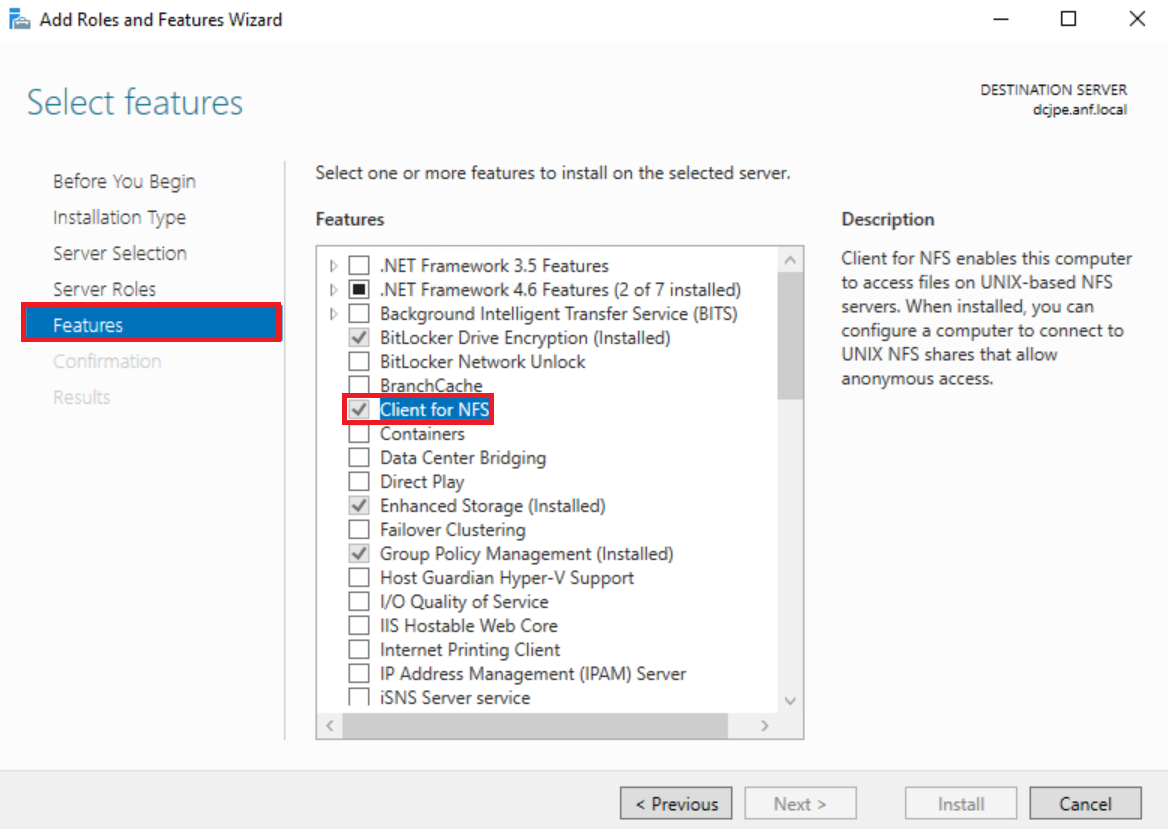 Add Roles and Features Wizard
Select features
DESTINATION SERVER
dcjpe.anf.local
Before You Begin
Installation Type
Server Selection
Server Roles
Features
Confirmation
Results
Select one or more features to install on the selected server.
Features
.NET Framework 3.5 Features
.NET Framework 4.6 Features (2 of 7 installed)
Background Intelligent Transfer Service (BITS)
BitLocker Drive Encryption (Installed)
BitLocker Network Unlock
BranchCache
Client for NFS
Containers
Data Center Bridging
Direct Play
Enhanced Storage (Installed)
Failover Clustering
Group Policy Management (Installed)
Host Guardian Hyper-V Support
I/O Quality of Service
IIS Hostable Web Core
Internet Printing Client
IP Address Management (IPAM) Server
iSNS Server service
Description
Client for NFS enables this computer
to access files on UNIX-based NFS
servers. When installed, you can
configure a computer to connect to
UNIX NFS shares that allow
anonymous access.
< Previous
Next >
Install
Cancel